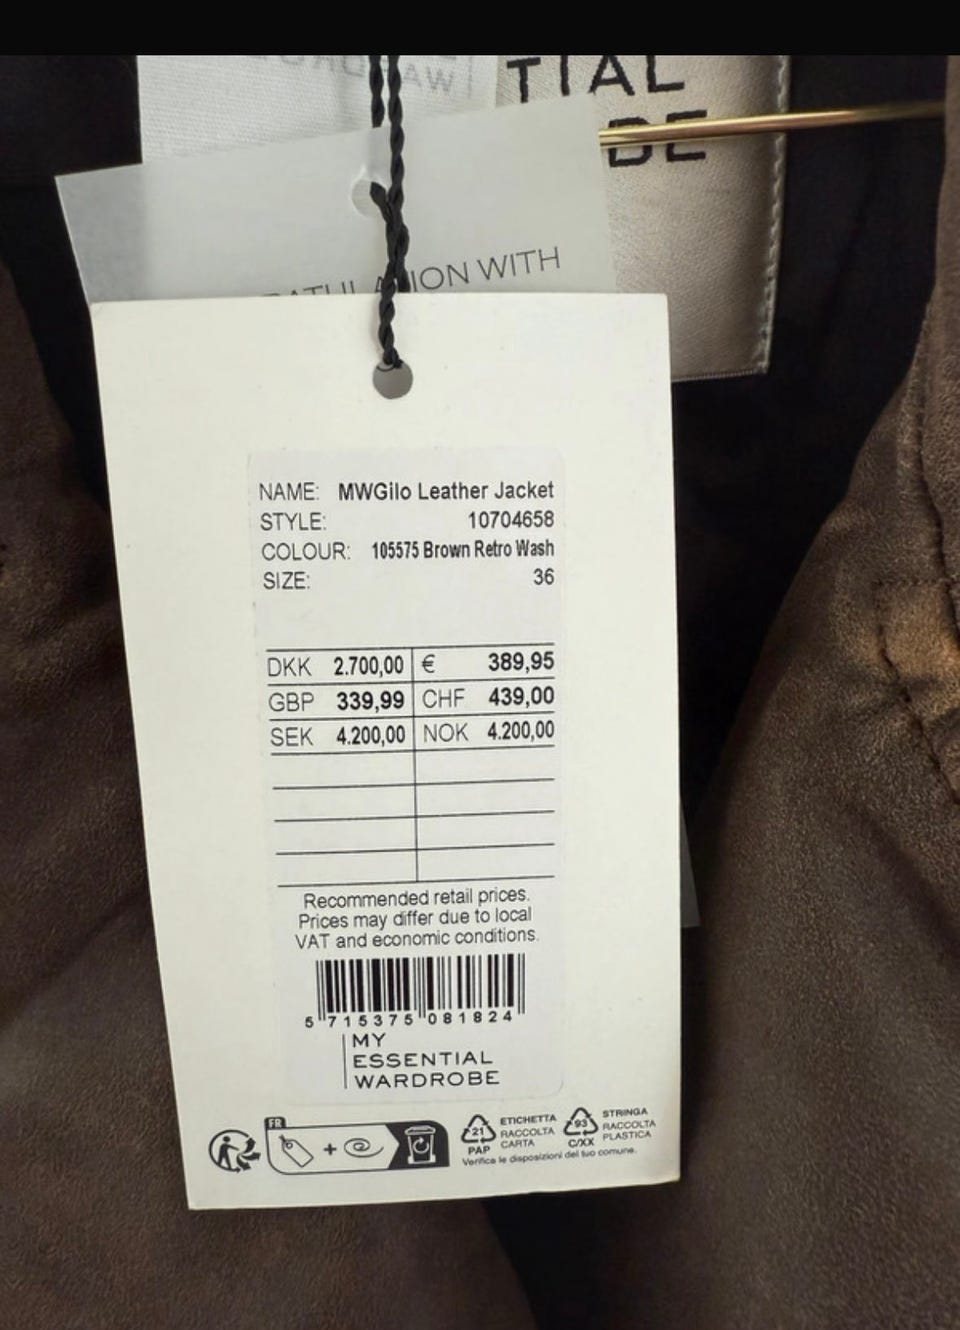 TIAL
DE
ION WITH
NAME: MWGilo Leather Jacket
STYLE: 10704658
COLOUR: 105575 Brown Retro Wash
SIZE: 36
DKK 2.700,00 € 389,95
GBP 339,99 CHF 439,00
SEK 4.200,00 NOK 4.200,00
Recommended retail prices.
Prices may differ due to local
VAT and economic conditions.
5 715375 081824
MY
ESSENTIAL
WARDROBE
FR
21
PAP
ETICHETTA
RACCOLTA
CARTA
93
C/XX
STRINGA
RACCOLTA
PLASTICA
Verifica le disposizioni del tuo comune.